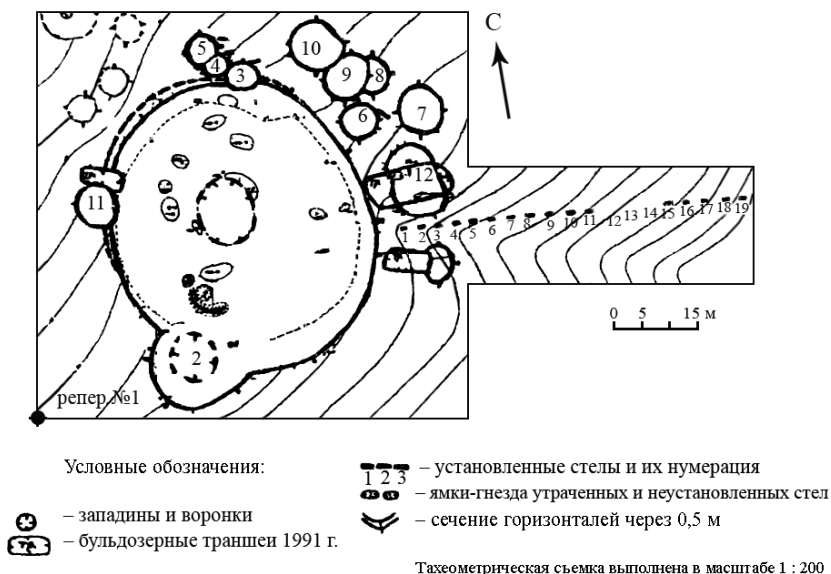 С
5
4
3
10
9
8
7
6
12
11
1 2 3 4 5 6 7 8 9 10 11 12 13 14 15 16 17 18 19
0 5 15 м
2
репер №1
Условные обозначения:
– западины и воронки
– бульдозерные траншеи 1991 г.
1 2 3
– установленные стелы и их нумерация
– ямки-гнезда утраченных и неустановленных стел
– сечение горизонталей через 0,5 м
Тахеометрическая съемка выполнена в масштабе 1 : 200